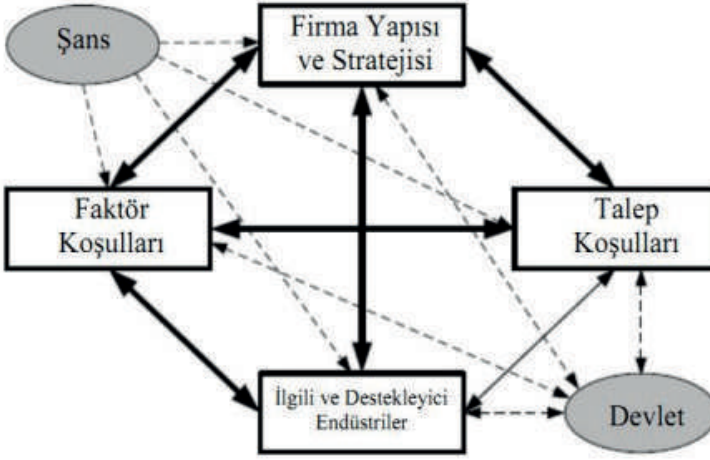 Şans
Firma Yapısı
ve Stratejisi
Faktör
Koşulları
Talep
Koşulları
İlgili ve Destekleyici
Endüstriler
Devlet